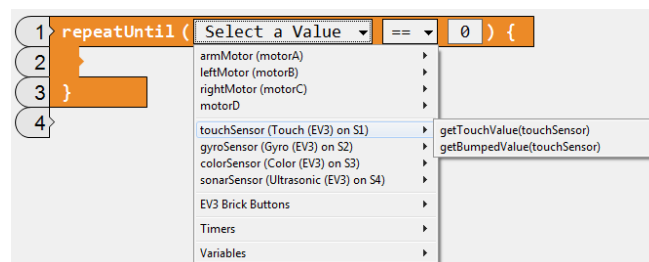 1 repeatUntil ( Select a Value == 0 ) {
2
3 }
4
armMotor (motorA)
leftMotor (motorB)
rightMotor (motorC)
motorD
touchSensor (Touch (EV3) on S1)
gyroSensor (Gyro (EV3) on S2)
colorSensor (Color (EV3) on S3)
sonarSensor (Ultrasonic (EV3) on S4)
EV3 Brick Buttons
Timers
Variables
getTouchValue(touchSensor)
getBumpedValue(touchSensor)